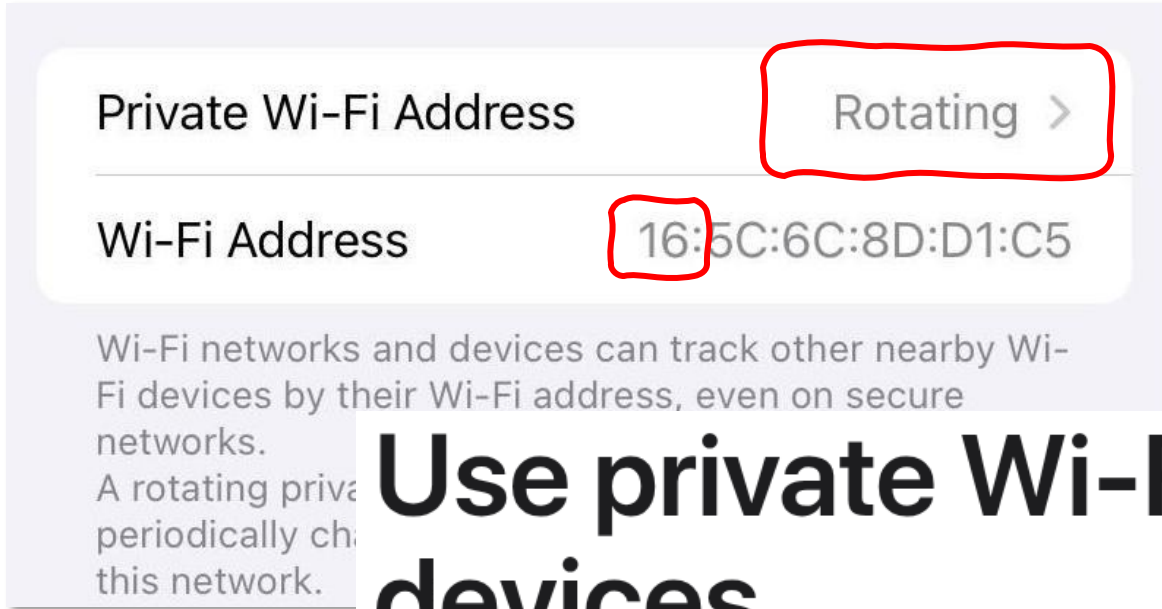 Private Wi-Fi Address Rotating >
Wi-Fi Address 16:5C:6C:8D:D1:C5
Wi-Fi networks and devices can track other nearby Wi-
Fi devices by their Wi-Fi address, even on secure
networks.
A rotating priva
periodically cha
this network.
Use private Wi-
devices